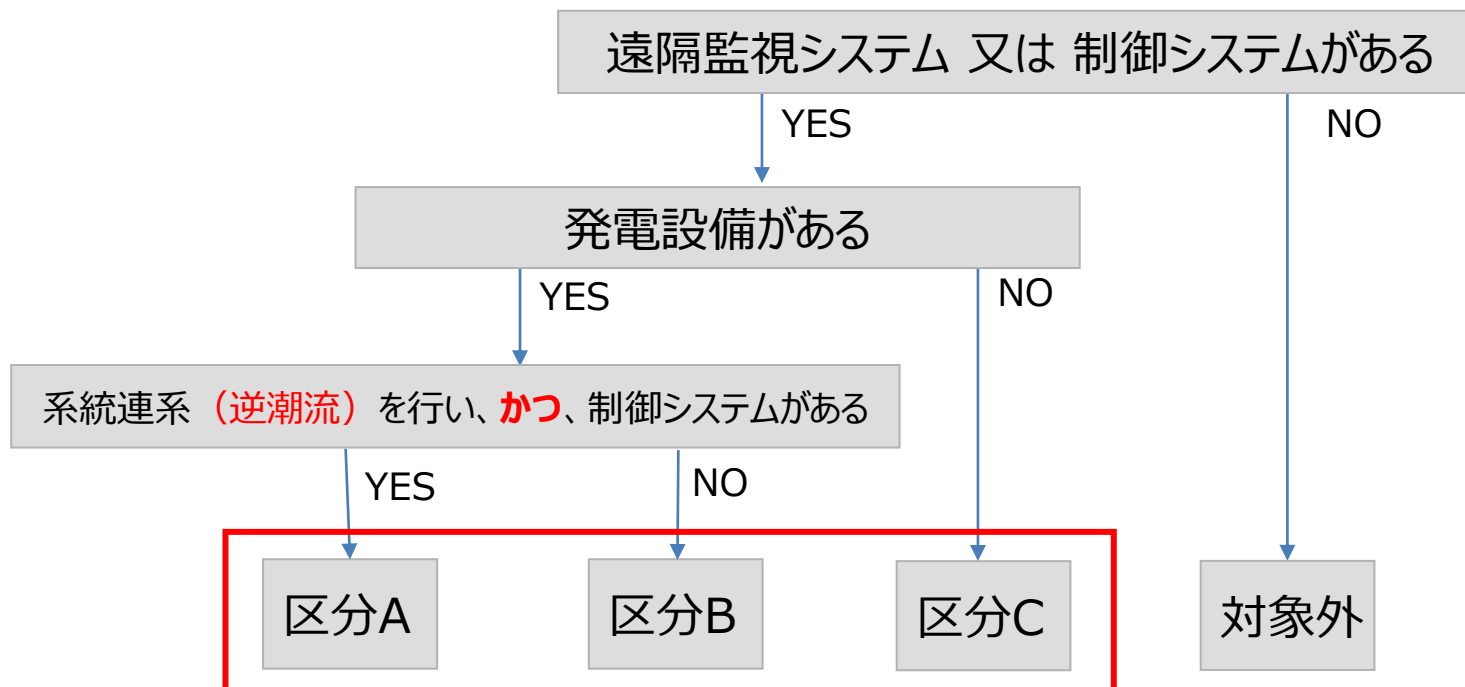 遠隔監視システム 又は 制御システムがある
YES
NO
発電設備がある
YES
NO
系統連系（逆潮流）を行い、かつ、制御システムがある
YES
NO
区分A
区分B
区分C
対象外